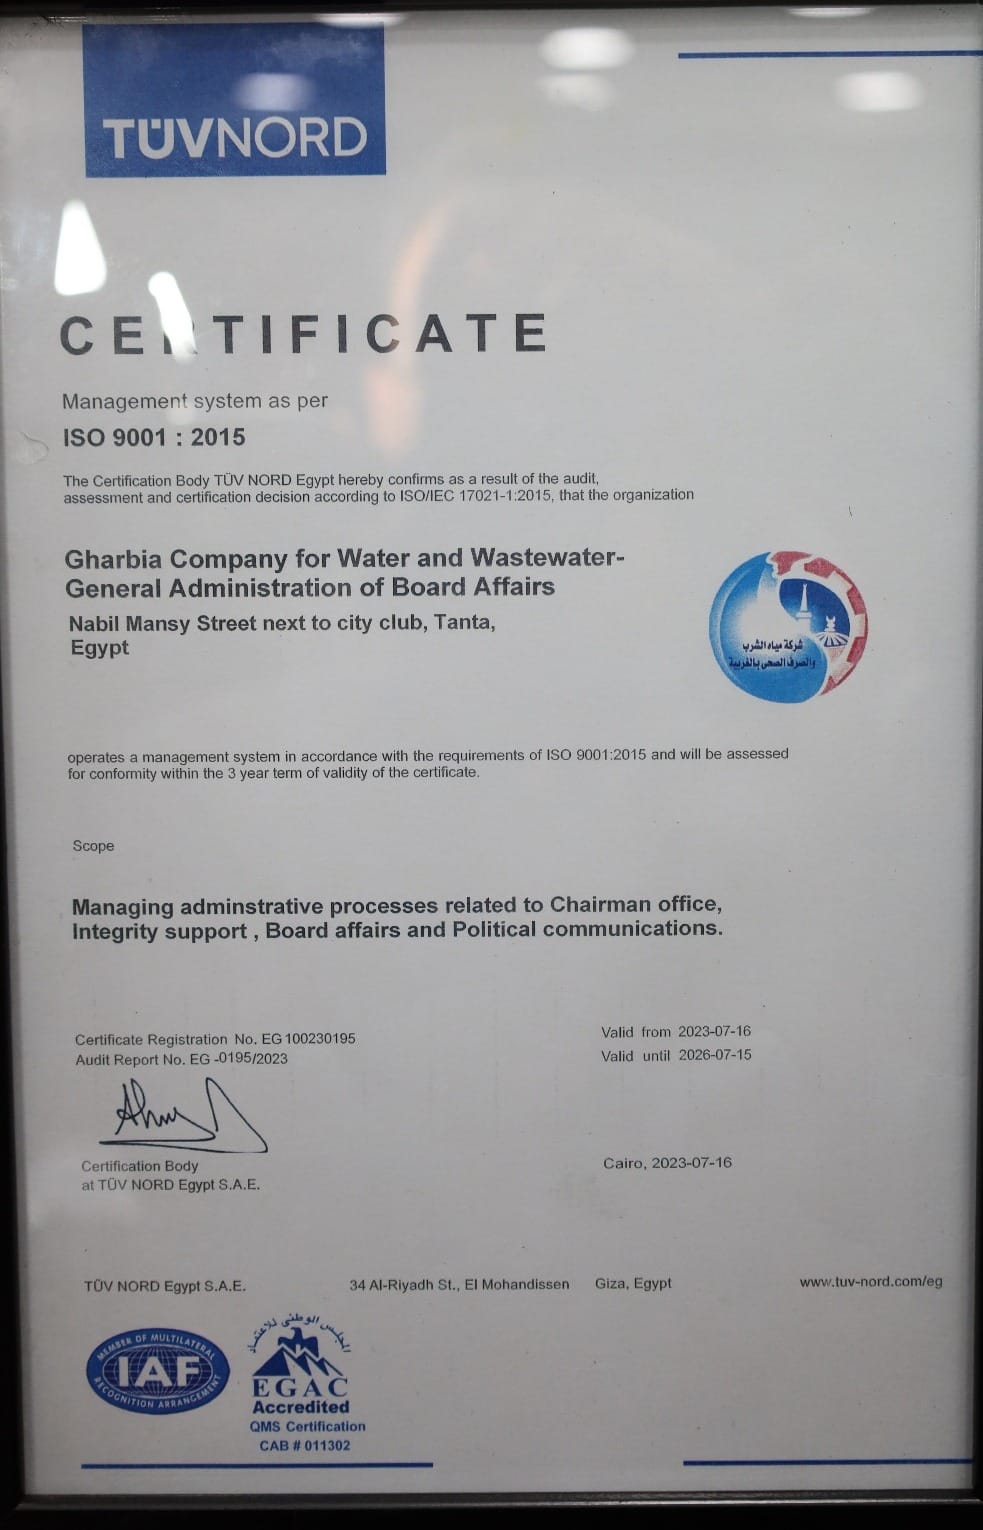 TÜVNORD
CERTIFICATE
Management system as per
ISO 9001 : 2015
The Certification Body TÜV NORD Egypt hereby confirms as a result of the audit,
assessment and certification decision according to ISO/IEC 17021-1:2015, that the organization
Gharbia Company for Water and Wastewater-
General Administration of Board Affairs
Nabil Mansy Street next to city club, Tanta,
Egypt
شركة مياه الشرب
والصرف الصحى بالغربية
operates a management system in accordance with the requirements of ISO 9001:2015 and will be assessed
for conformity within the 3 year term of validity of the certificate.
Scope
Managing adminstrative processes related to Chairman office,
Integrity support , Board affairs and Political communications.
Certificate Registration No. EG 100230195
Audit Report No. EG -0195/2023
Valid from 2023-07-16
Valid until 2026-07-15
Certification Body
at TÜV NORD Egypt S.A.E.
Cairo, 2023-07-16
TÜV NORD Egypt S.A.E. 34 Al-Riyadh St., El Mohandissen Giza, Egypt www.tuv-nord.com/eg
MEMBER OF MULTILATERAL
IAF
RECOGNITION ARRANGEMENT
المجلس الوطنى للاعتماد
EGAC
Accredited
QMS Certification
CAB # 011302